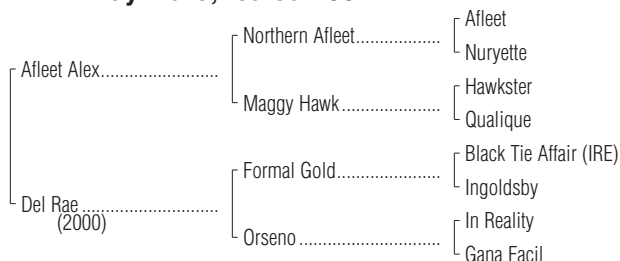 Afleet
Northern Afleet
Nuryette
Afleet Alex
Hawkster
Maggy Hawk
Qualique
Black Tie Affair (IRE)
Formal Gold
Ingoldsby
Del Rae
(2000)
In Reality
Orseno
Gana Facil